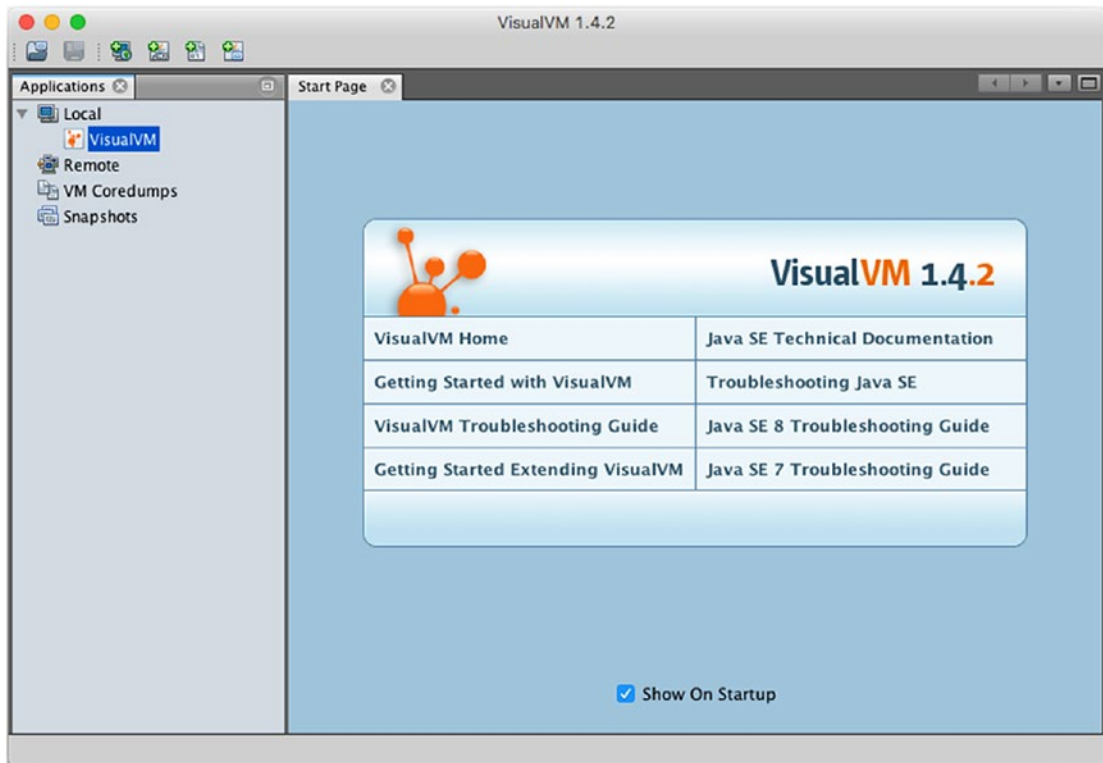 VisualVM 1.4.2
Applications
Start Page
Local
VisualVM
Remote
VM Coredumps
Snapshots
VisualVM 1.4.2
VisualVM Home
Java SE Technical Documentation
Getting Started with VisualVM
Troubleshooting Java SE
VisualVM Troubleshooting Guide
Java SE 8 Troubleshooting Guide
Getting Started Extending VisualVM
Java SE 7 Troubleshooting Guide
Show On Startup